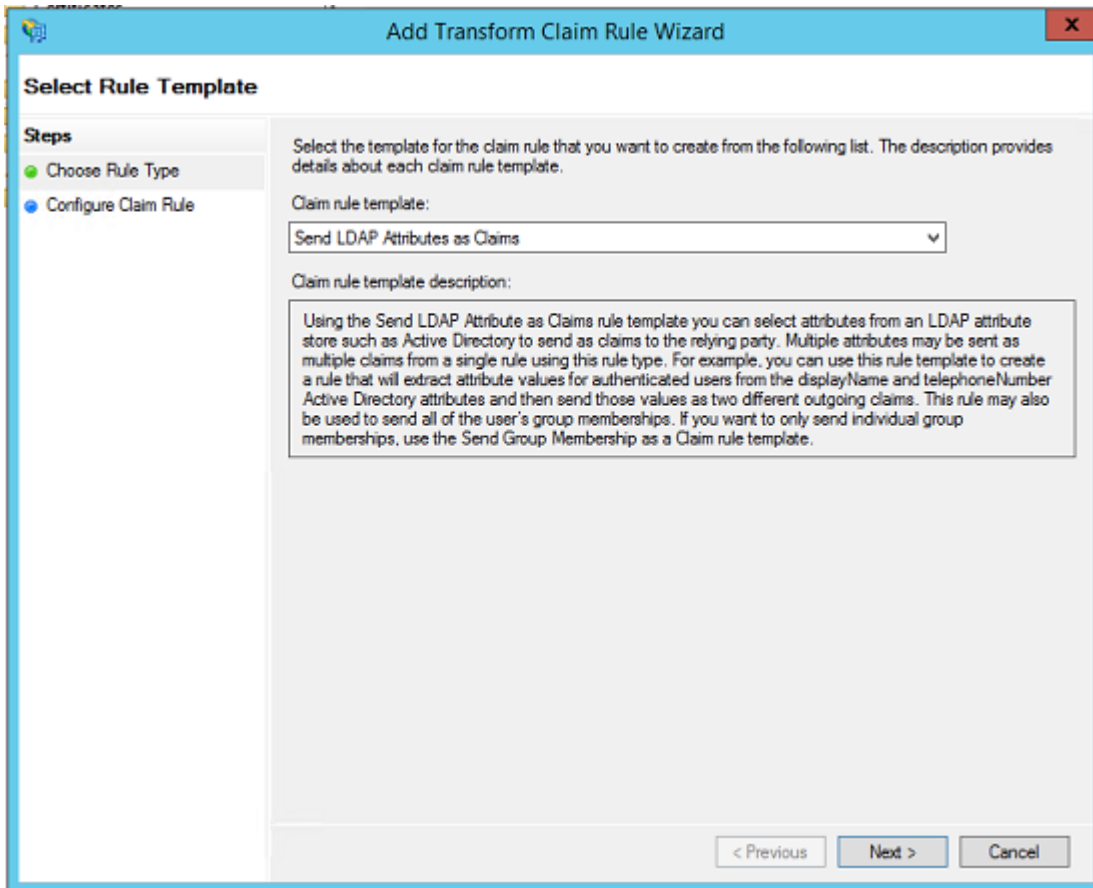 Certificates
Add Transform Claim Rule Wizard
x
Select Rule Template
Steps
Choose Rule Type
Configure Claim Rule
Select the template for the claim rule that you want to create from the following list. The description provides
details about each claim rule template.
Claim rule template:
Send LDAP Attributes as Claims
Claim rule template description:
Using the Send LDAP Attribute as Claims rule template you can select attributes from an LDAP attribute
store such as Active Directory to send as claims to the relying party. Multiple attributes may be sent as
multiple claims from a single rule using this rule type. For example, you can use this rule template to create
a rule that will extract attribute values for authenticated users from the displayName and telephoneNumber
Active Directory attributes and then send those values as two different outgoing claims. This rule may also
be used to send all of the user's group memberships. If you want to only send individual group
memberships, use the Send Group Membership as a Claim rule template.
< Previous
Next >
Cancel